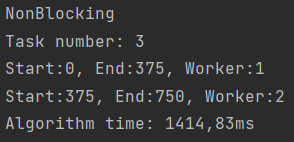 NonBlocking
Task number: 3
Start:0, End:375, Worker:1
Start:375, End:750, Worker:2
Algorithm time: 1414,83ms